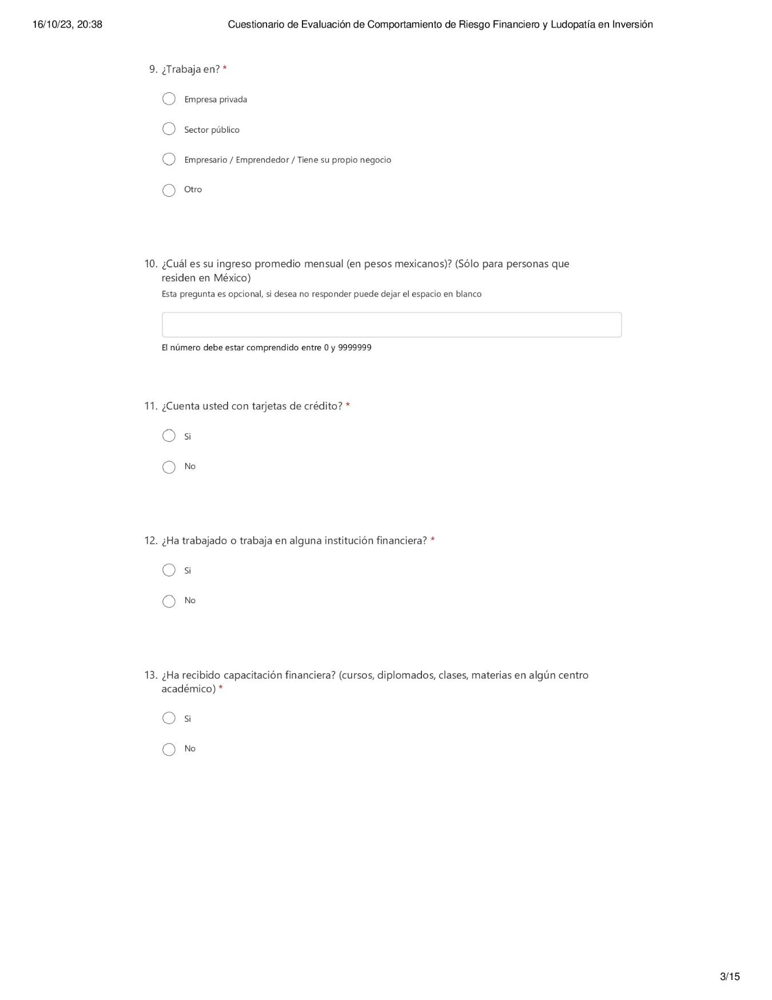 16/10/23, 20:38
Cuestionario de Evaluación de Comportamiento de Riesgo Financiero y Ludopatía en Inversión
9. ¿Trabaja en? *
Empresa privada
Sector público
Empresario / Emprendedor / Tiene su propio negocio
Otro
10. ¿Cuál es su ingreso promedio mensual (en pesos mexicanos)? (Sólo para personas que
residen en México)
Esta pregunta es opcional, si desea no responder puede dejar el espacio en blanco
El número debe estar comprendido entre 0 y 9999999
11. ¿Cuenta usted con tarjetas de crédito? *
Si
No
12. ¿Ha trabajado o trabaja en alguna institución financiera? *
Si
No
13. ¿Ha recibido capacitación financiera? (cursos, diplomados, clases, materias en algún centro
académico) *
Si
No
3/15